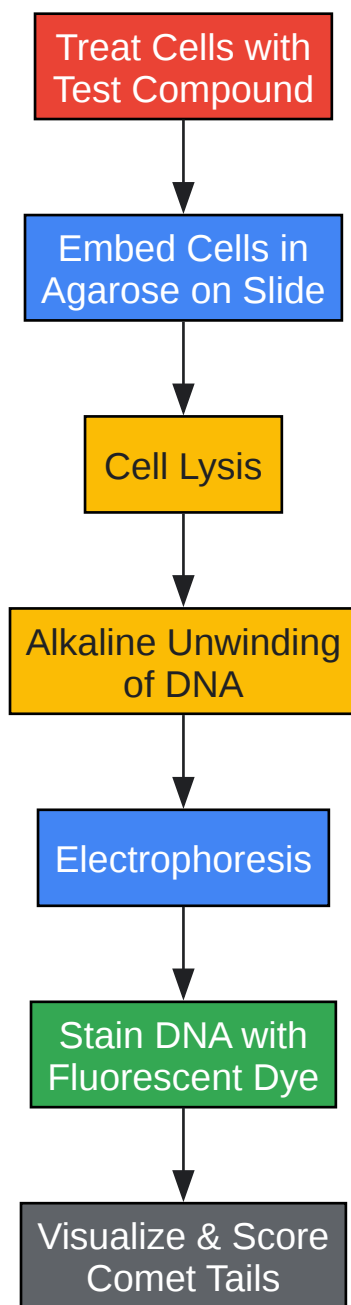 Treat Cells with
Test Compound
Embed Cells in
Agarose on Slide
Cell Lysis
Alkaline Unwinding
of DNA
Electrophoresis
Stain DNA with
Fluorescent Dye
Visualize & Score
Comet Tails